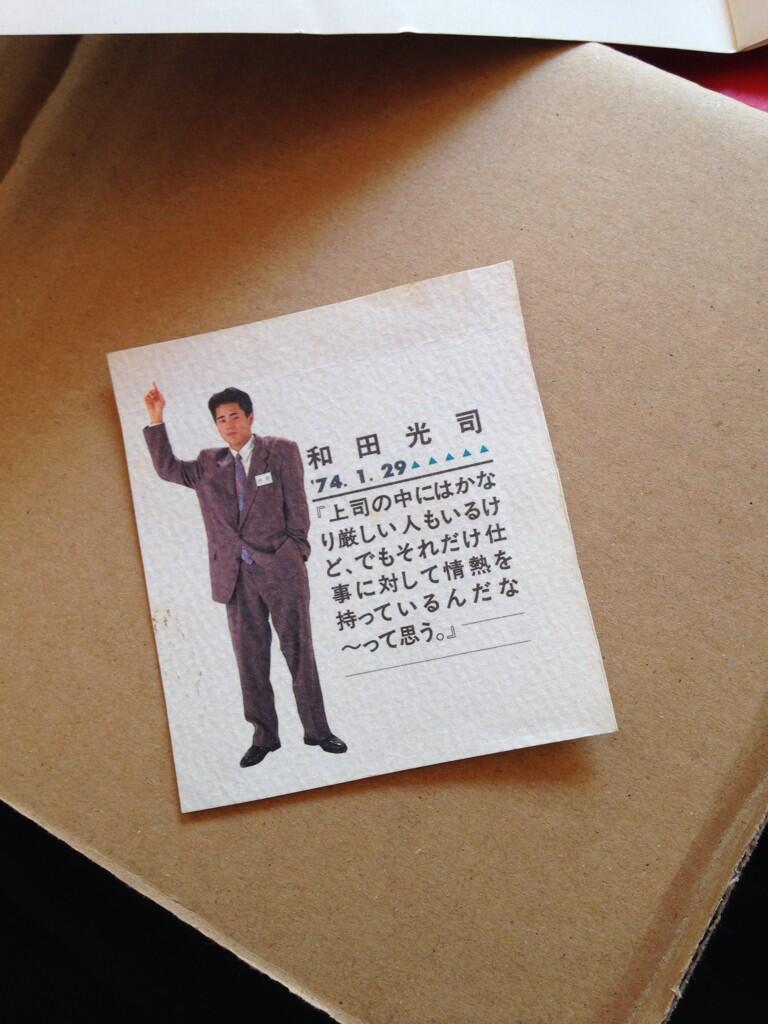 和田光司
'74.1.29▲▲▲▲▲
『上司の中にはかな
り厳しい人もいるけ
ど、でもそれだけ仕
事に対して情熱を
持っているんだな
〜って思う。』